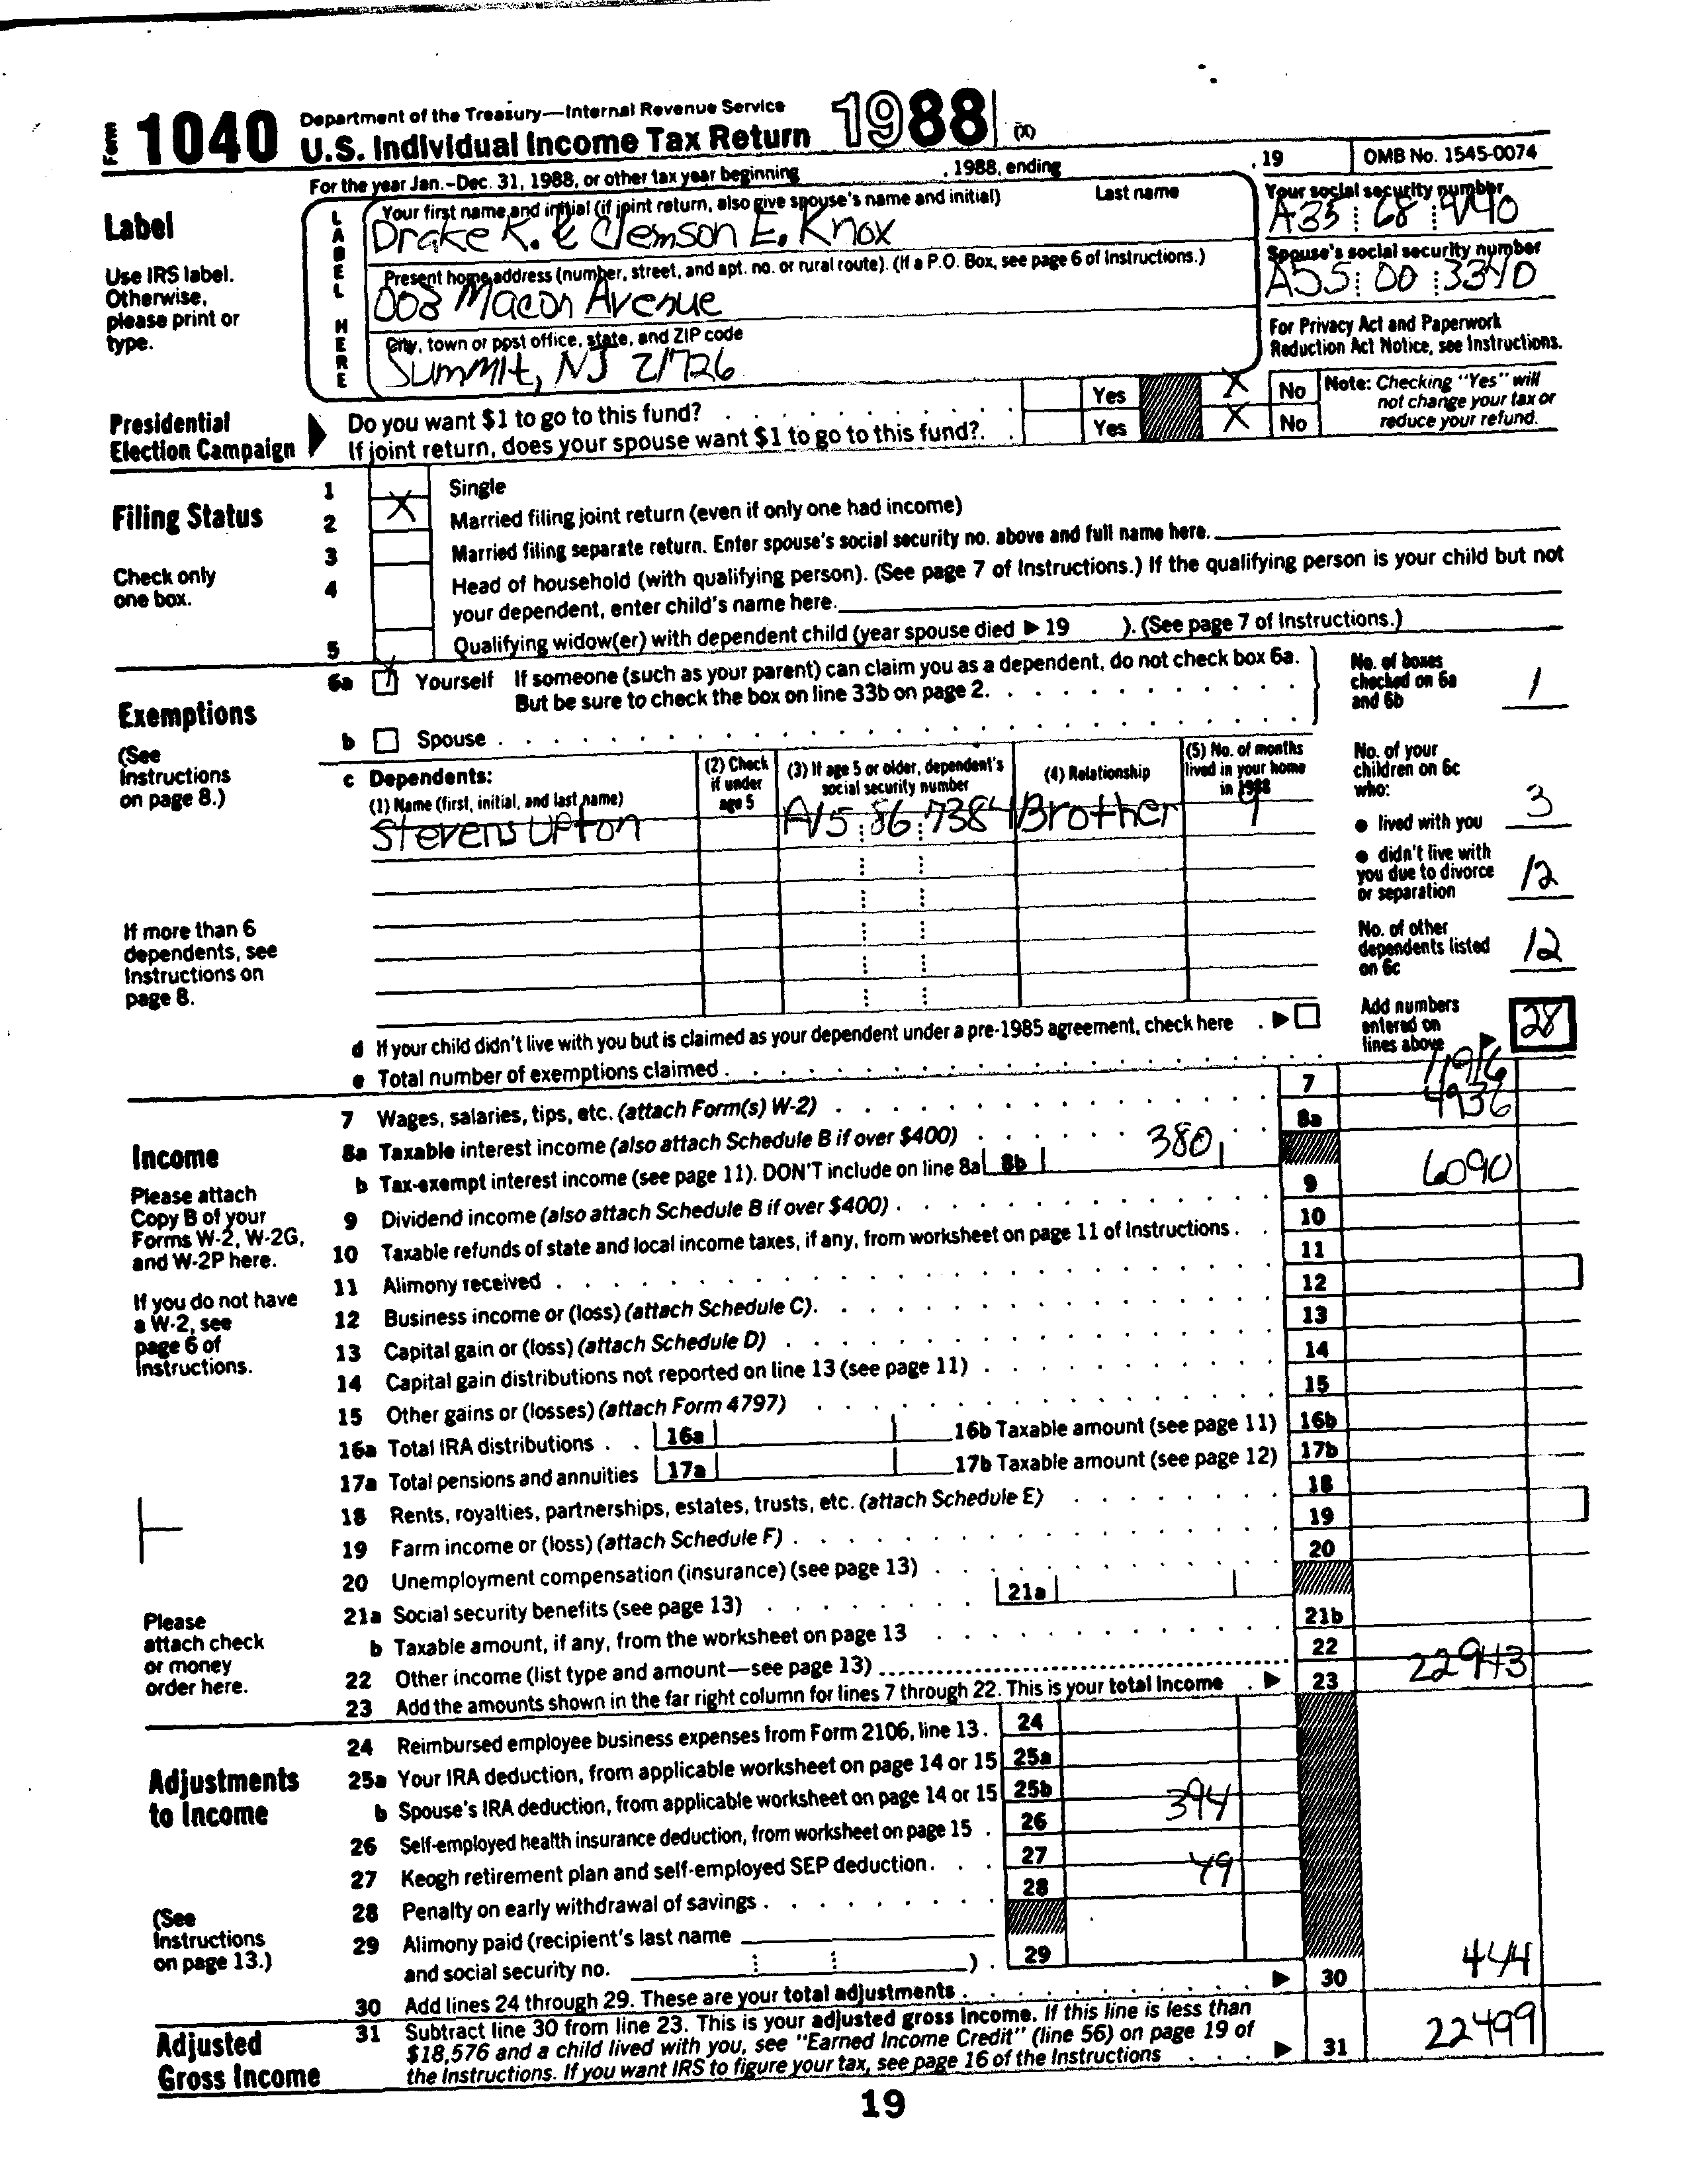 Form 1040 Department of the Treasury—Internal Revenue Service
U.S. Individual Income Tax Return 1988 (X)
For the year Jan.–Dec. 31, 1988, or other tax year beginning , 1988, ending , 19 OMB No. 1545-0074
Label
Use IRS label.
Otherwise,
please print or
type.
LABEL HERE
Your first name and initial (if joint return, also give spouse's name and initial) Last name
Drake K. & Clemson E. Knox
Present home address (number, street, and apt. no. or rural route). (If a P.O. Box, see page 6 of Instructions.)
003 Macon Avenue
City, town or post office, state, and ZIP code
Summit, NJ 21726
Your social security number
A35 68
Spouse's social security number
A55 00 3340
For Privacy Act and Paperwork
Reduction Act Notice, see Instructions.
Presidential
Election Campaign
Do you want $1 to go to this fund? Yes X No
If joint return, does your spouse want $1 to go to this fund? Yes X No
Note: Checking "Yes" will
not change your tax or
reduce your refund.
Filing Status
Check only
one box.
1 Single
2 X Married filing joint return (even if only one had income)
3 Married filing separate return. Enter spouse's social security no. above and full name here.
4 Head of household (with qualifying person). (See page 7 of Instructions.) If the qualifying person is your child but not
your dependent, enter child's name here.
5 Qualifying widow(er) with dependent child (year spouse died ▶ 19 ). (See page 7 of Instructions.)
Exemptions
(See
Instructions
on page 8.)
If more than 6
dependents, see
Instructions on
page 8.
6a X Yourself If someone (such as your parent) can claim you as a dependent, do not check box 6a.
But be sure to check the box on line 33b on page 2.
b Spouse
c Dependents:
(1) Name (first, initial, and last name)
(2) Check
if under
age 5
(3) If age 5 or older, dependent's
social security number
(4) Relationship
(5) No. of months
lived in your home
in 1988
Stevens Upton A15 86 7384 Brother 9
No. of boxes
checked on 6a
and 6b 1
No. of your
children on 6c
who:
● lived with you 3
● didn't live with
you due to divorce
or separation 12
No. of other
dependents listed
on 6c 12
Add numbers
entered on
lines above ▶ 28
d If your child didn't live with you but is claimed as your dependent under a pre-1985 agreement, check here ▶
e Total number of exemptions claimed
Income
Please attach
Copy B of your
Forms W-2, W-2G,
and W-2P here.
If you do not have
a W-2, see
page 6 of
Instructions.
Please
attach check
or money
order here.
7 Wages, salaries, tips, etc. (attach Form(s) W-2) 7 11916
8a Taxable interest income (also attach Schedule B if over $400) 8a 4936
b Tax-exempt interest income (see page 11). DON'T include on line 8a 8b 380
9 Dividend income (also attach Schedule B if over $400) 9 6090
10 Taxable refunds of state and local income taxes, if any, from worksheet on page 11 of Instructions 10
11 Alimony received 11
12 Business income or (loss) (attach Schedule C) 12
13 Capital gain or (loss) (attach Schedule D) 13
14 Capital gain distributions not reported on line 13 (see page 11) 14
15 Other gains or (losses) (attach Form 4797) 15
16a Total IRA distributions 16a 16b Taxable amount (see page 11) 16b
17a Total pensions and annuities 17a 17b Taxable amount (see page 12) 17b
18 Rents, royalties, partnerships, estates, trusts, etc. (attach Schedule E) 18
19 Farm income or (loss) (attach Schedule F) 19
20 Unemployment compensation (insurance) (see page 13) 20
21a Social security benefits (see page 13) 21a
b Taxable amount, if any, from the worksheet on page 13 21b
22 Other income (list type and amount—see page 13) 22
23 Add the amounts shown in the far right column for lines 7 through 22. This is your total income ▶ 23 22943
Adjustments
to Income
(See
Instructions
on page 13.)
24 Reimbursed employee business expenses from Form 2106, line 13. 24
25a Your IRA deduction, from applicable worksheet on page 14 or 15 25a
b Spouse's IRA deduction, from applicable worksheet on page 14 or 15 25b 394
26 Self-employed health insurance deduction, from worksheet on page 15 26
27 Keogh retirement plan and self-employed SEP deduction 27 49
28 Penalty on early withdrawal of savings 28
29 Alimony paid (recipient's last name
and social security no. ) 29
30 Add lines 24 through 29. These are your total adjustments ▶ 30 444
Adjusted
Gross Income
31 Subtract line 30 from line 23. This is your adjusted gross income. If this line is less than
$18,576 and a child lived with you, see "Earned Income Credit" (line 56) on page 19 of
the Instructions. If you want IRS to figure your tax, see page 16 of the Instructions ▶ 31 22499
19